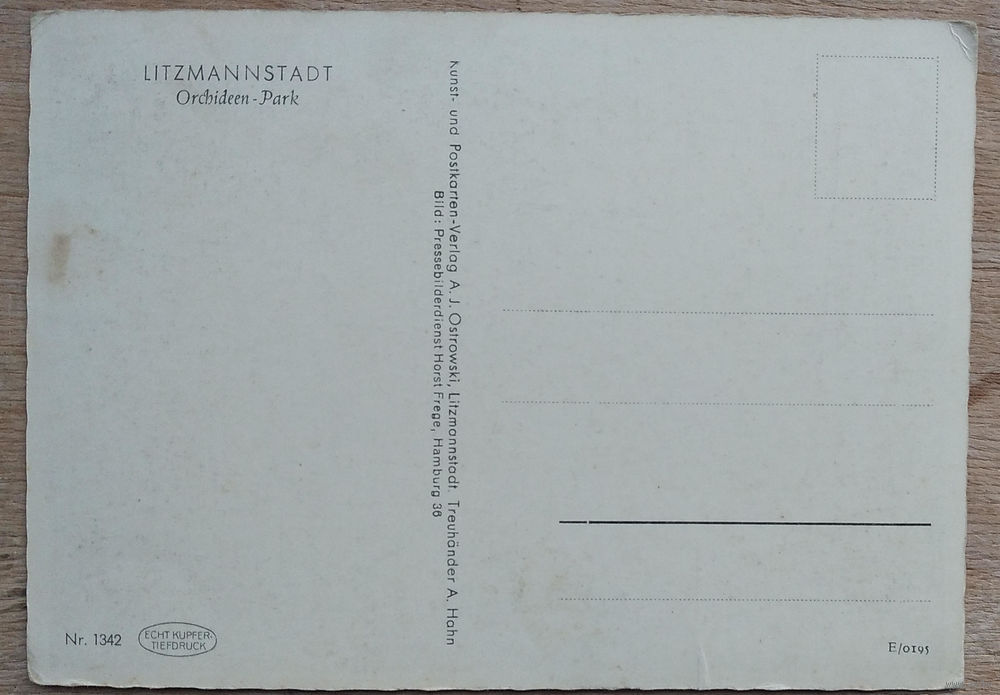 LITZMANNSTADT
Orchideen-Park
Kunst- und Postkarten-Verlag A. J. Ostrowski, Litzmannstadt. Treuhänder A. Hahn
Bild: Pressebilderdienst Horst Frege, Hamburg 36
Nr. 1342
ECHT KUPFER-
TIEFDRUCK
E/0195